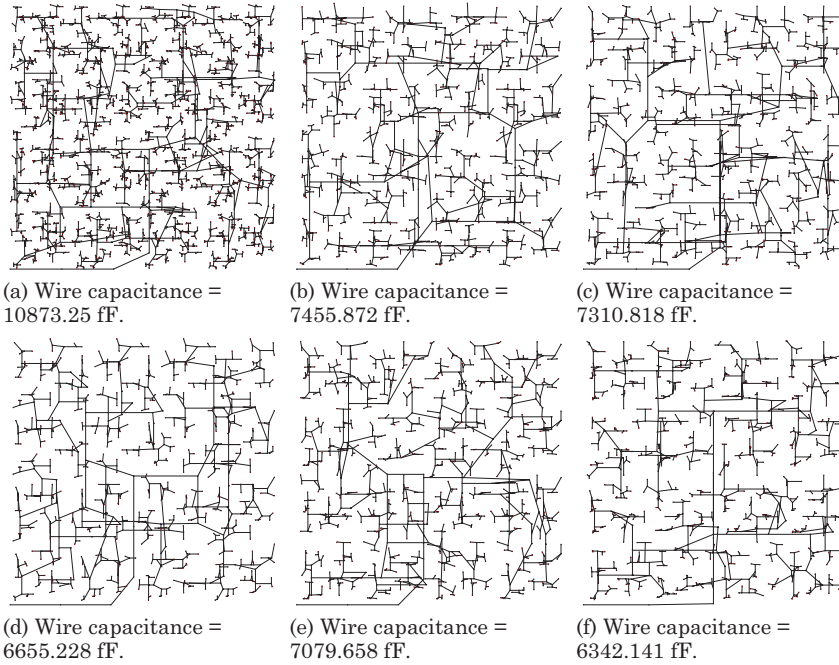 (a) Wire capacitance =
10873.25 fF.
(b) Wire capacitance =
7455.872 fF.
(c) Wire capacitance =
7310.818 fF.
(d) Wire capacitance =
6655.228 fF.
(e) Wire capacitance =
7079.658 fF.
(f) Wire capacitance =
6342.141 fF.